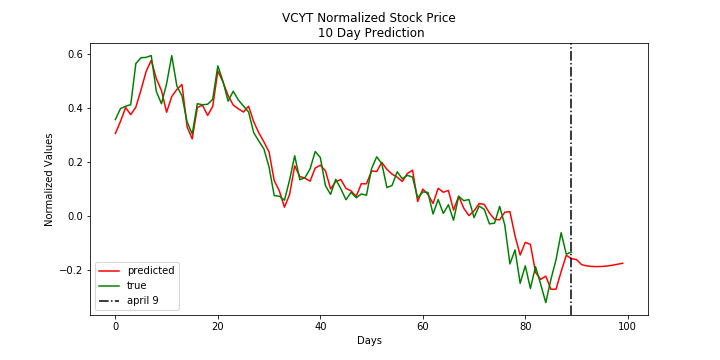 VCYT Normalized Stock Price
10 Day Prediction
Normalized Values
0.6
0.4
0.2
0.0
−0.2
predicted
true
april 9
0 20 40 60 80 100
Days